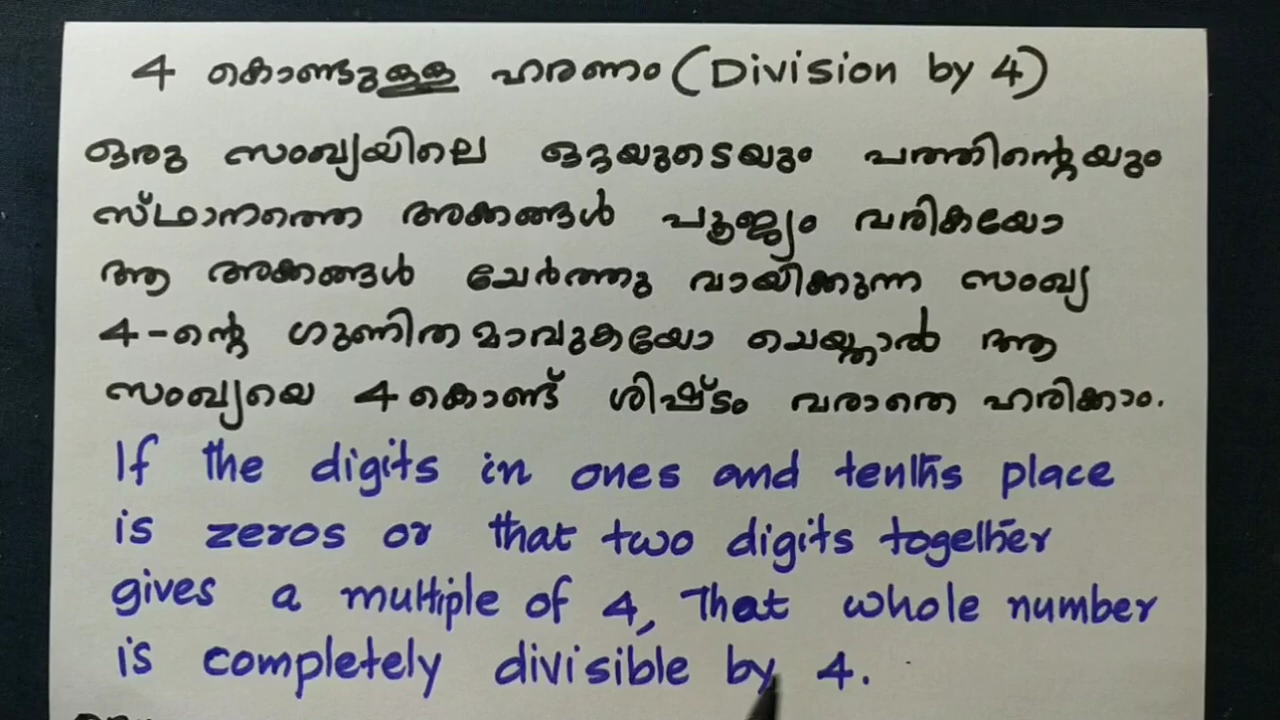 4 കൊണ്ടുള്ള ഹരണം (Division by 4)
ഒരു സംഖ്യയിലെ ഒറ്റയുടെയും പത്തിന്റെയും
സ്ഥാനത്തെ അക്കങ്ങൾ പൂജ്യം വരികയോ
ആ അക്കങ്ങൾ ചേർത്തു വായിക്കുന്ന സംഖ്യ
4-ന്റെ ഗുണിതമാവുകയോ ചെയ്താൽ ആ
സംഖ്യയെ 4 കൊണ്ട് ശിഷ്ടം വരാതെ ഹരിക്കാം.
If the digits in ones and tenths place
is zeros or that two digits together
gives a multiple of 4, That whole number
is completely divisible by 4.